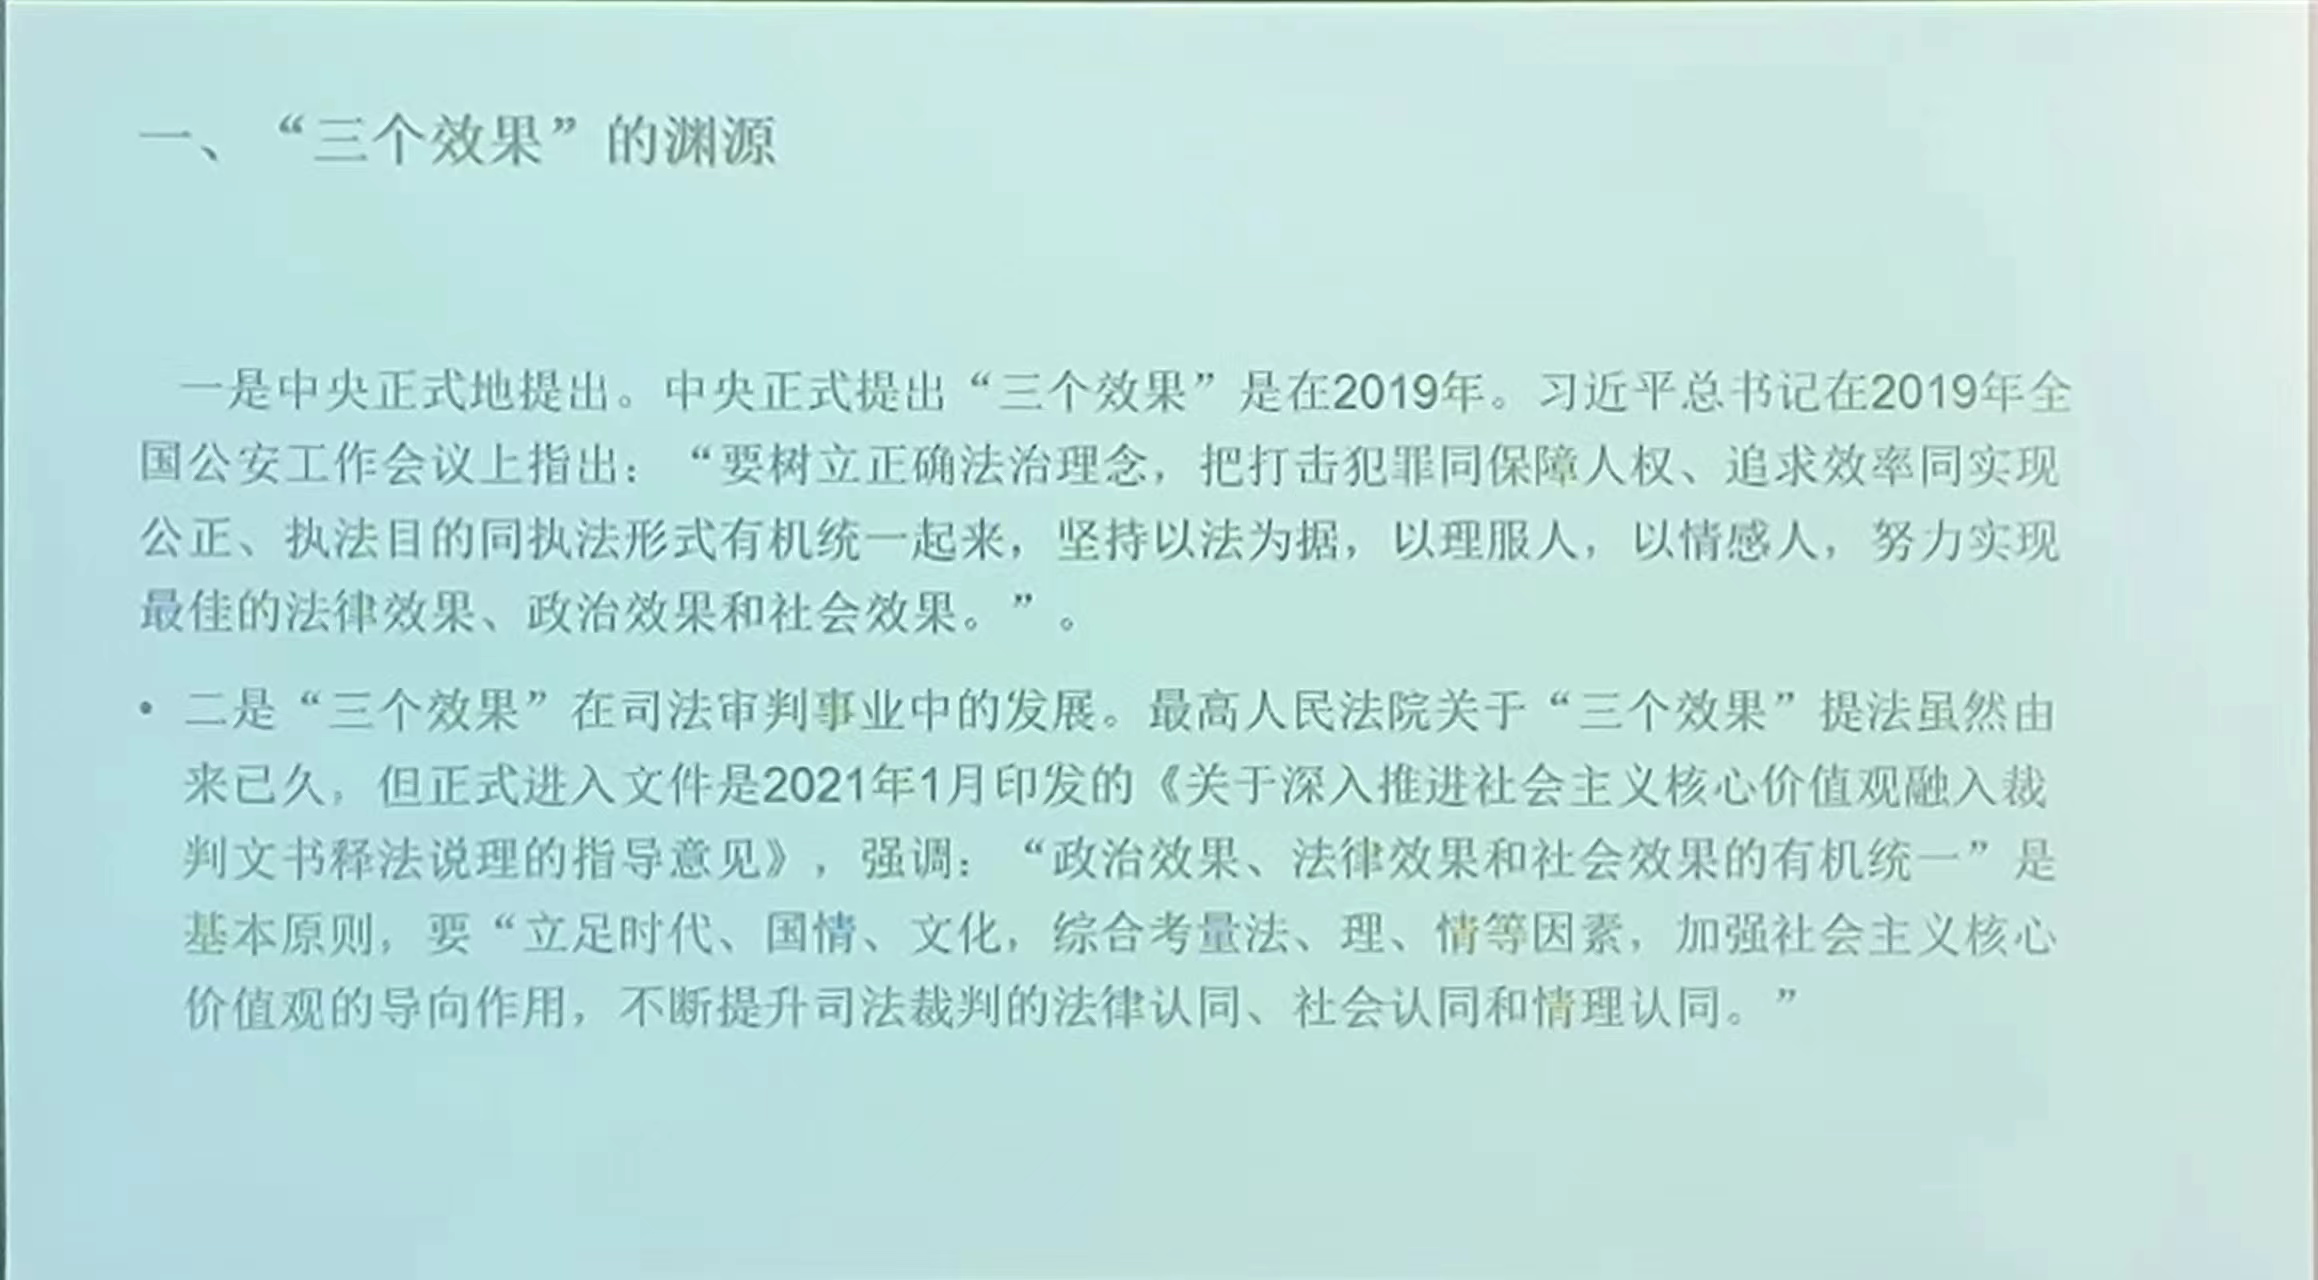 一、“三个效果”的渊源
一是中央正式地提出。中央正式提出“三个效果”是在2019年。习近平总书记在2019年全
国公安工作会议上指出：“要树立正确法治理念，把打击犯罪同保障人权、追求效率同实现
公正、执法目的同执法形式有机统一起来，坚持以法为据，以理服人，以情感人，努力实现
最佳的法律效果、政治效果和社会效果。”。
• 二是“三个效果”在司法审判事业中的发展。最高人民法院关于“三个效果”提法虽然由
来已久，但正式进入文件是2021年1月印发的《关于深入推进社会主义核心价值观融入裁
判文书释法说理的指导意见》，强调：“政治效果、法律效果和社会效果的有机统一”是
基本原则，要“立足时代、国情、文化，综合考量法、理、情等因素，加强社会主义核心
价值观的导向作用，不断提升司法裁判的法律认同、社会认同和情理认同。”